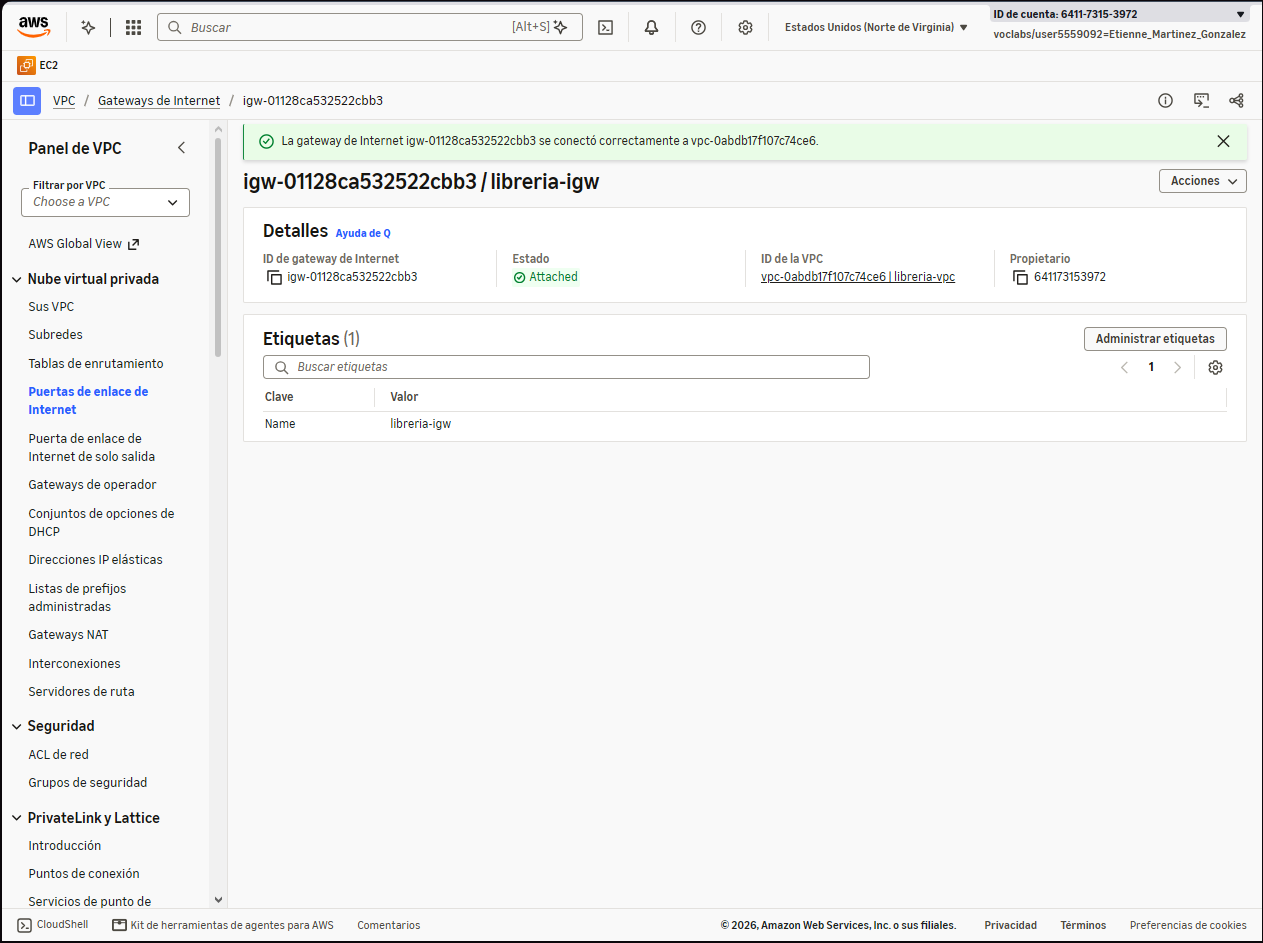 aws
Buscar
[Alt+S]
Estados Unidos (Norte de Virginia)
ID de cuenta: 6411-7315-3972
voclabs/user5559092=Etienne_Martinez_Gonzalez
EC2
VPC / Gateways de Internet / igw-01128ca532522cbb3
Panel de VPC
Filtrar por VPC
Choose a VPC
AWS Global View
Nube virtual privada
Sus VPC
Subredes
Tablas de enrutamiento
Puertas de enlace de
Internet
Puerta de enlace de
Internet de solo salida
Gateways de operador
Conjuntos de opciones de
DHCP
Direcciones IP elásticas
Listas de prefijos
administradas
Gateways NAT
Interconexiones
Servidores de ruta
Seguridad
ACL de red
Grupos de seguridad
PrivateLink y Lattice
Introducción
Puntos de conexión
Servicios de punto de
La gateway de Internet igw-01128ca532522cbb3 se conectó correctamente a vpc-0abdb17f107c74ce6.
igw-01128ca532522cbb3 / libreria-igw
Acciones
Detalles Ayuda de Q
ID de gateway de Internet
igw-01128ca532522cbb3
Estado
Attached
ID de la VPC
vpc-0abdb17f107c74ce6 | libreria-vpc
Propietario
641173153972
Etiquetas (1)
Administrar etiquetas
Buscar etiquetas
1
Clave Valor
Name libreria-igw
CloudShell
Kit de herramientas de agentes para AWS
Comentarios
© 2026, Amazon Web Services, Inc. o sus filiales.
Privacidad
Términos
Preferencias de cookies